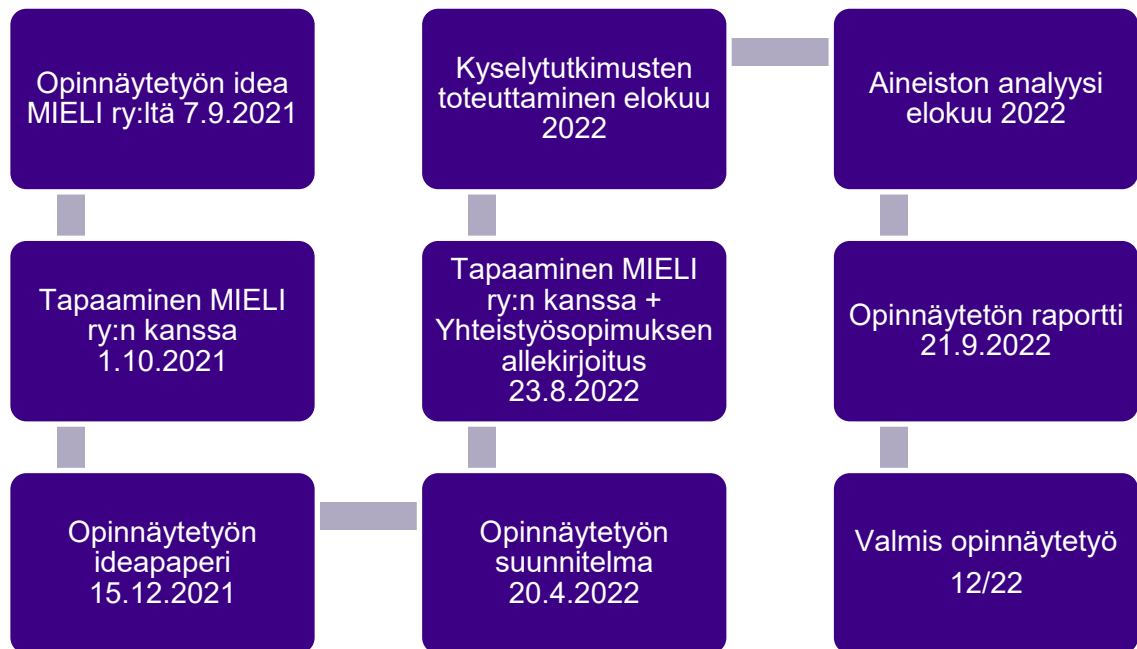 Opinnäytetyön idea
MIELI ry:ltä 7.9.2021
Tapaaminen MIELI
ry:n kanssa
1.10.2021
Opinnäytetyön
ideapaperi
15.12.2021
Opinnäytetyön
suunnitelma
20.4.2022
Tapaaminen MIELI
ry:n kanssa +
Yhteistyösopimuksen
allekirjoitus
23.8.2022
Kyselytutkimusten
toteuttaminen elokuu
2022
Aineiston analyysi
elokuu 2022
Opinnäytetön raportti
21.9.2022
Valmis opinnäytetyö
12/22